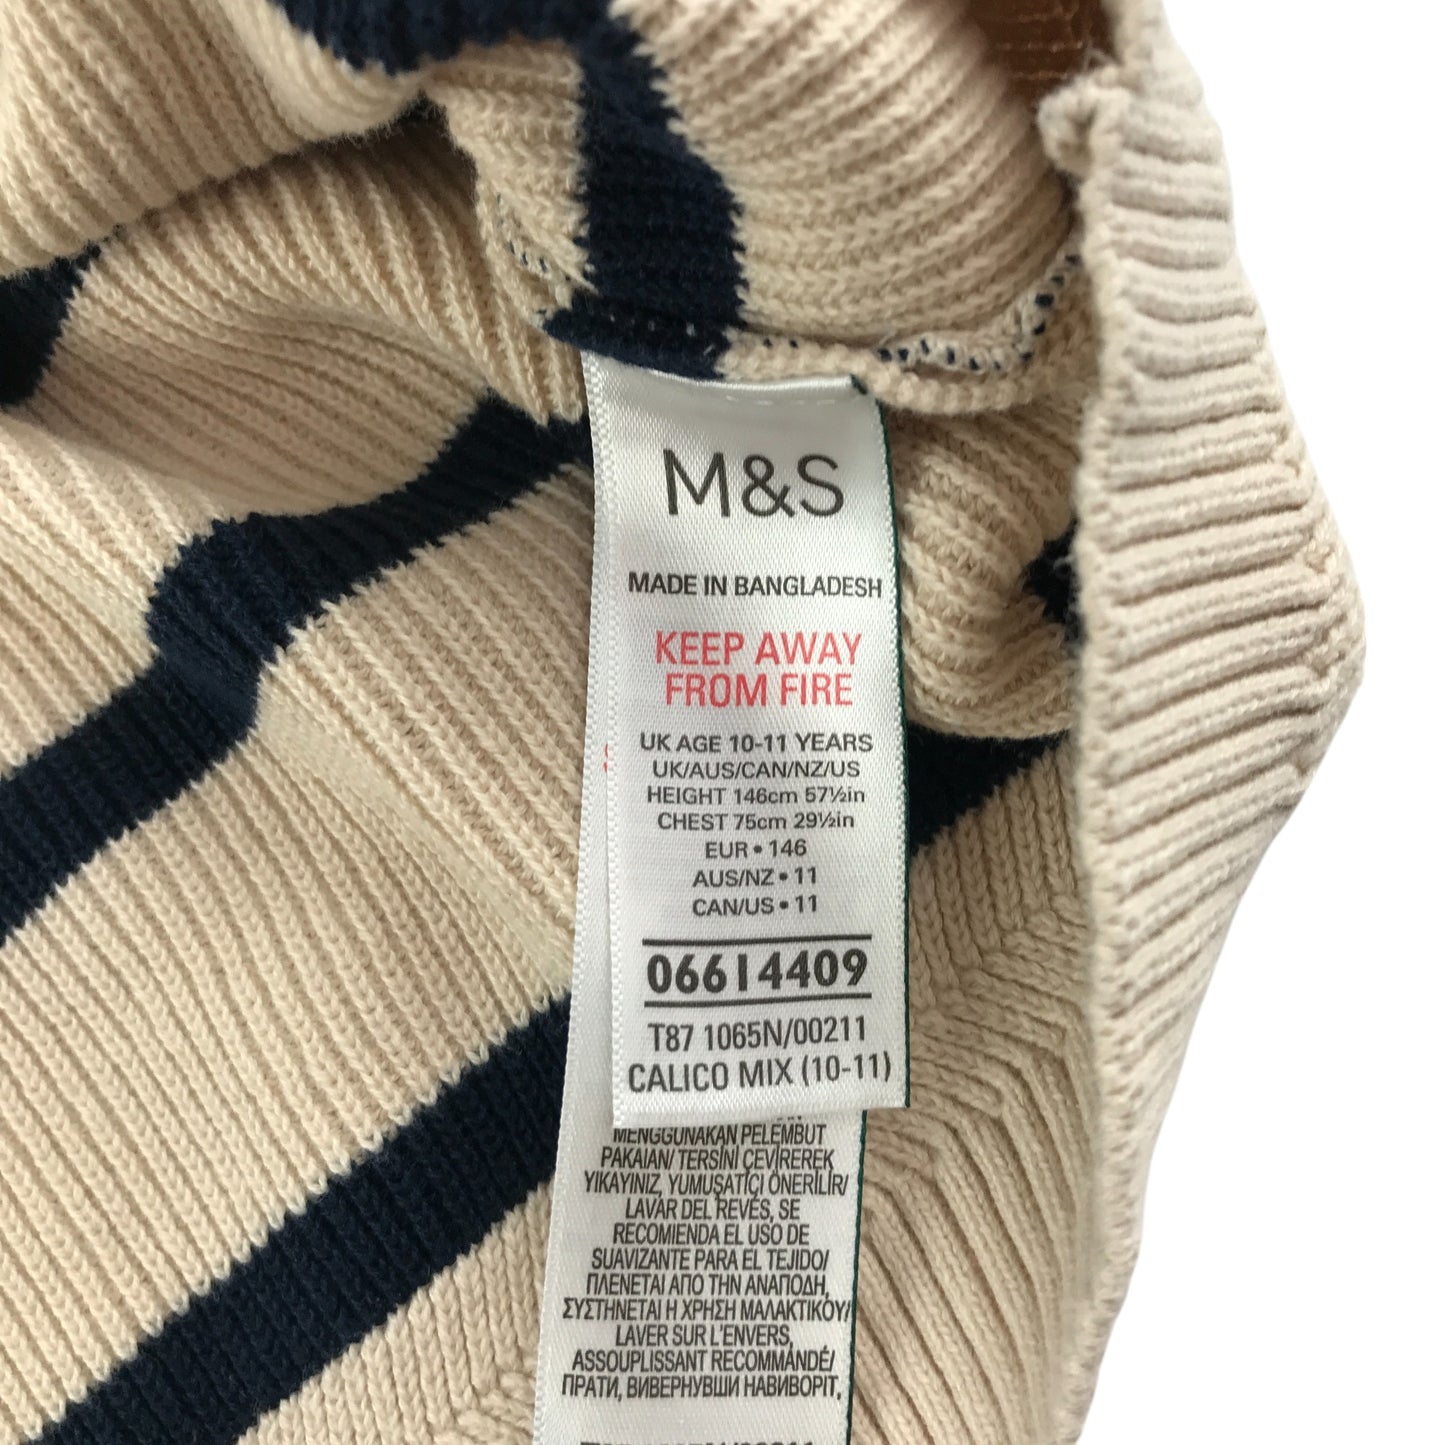 M&S
MADE IN BANGLADESH
KEEP AWAY
FROM FIRE
UK AGE 10-11 YEARS
UK/AUS/CAN/NZ/US
HEIGHT 146cm 57½in
CHEST 75cm 29½in
EUR • 146
AUS/NZ • 11
CAN/US • 11
06614409
T87 1065N/00211
CALICO MIX (10-11)
MENGGUNAKAN PELEMBUT
PAKAIAN/ TERSİNİ ÇEVİREREK
YIKAYINIZ, YUMUŞATIÇI ÖNERİLİR/
LAVAR DEL REVÉS, SE
RECOMIENDA EL USO DE
SUAVIZANTE PARA EL TEJIDO/
ΠΛΕΝΕΤΑΙ ΑΠΟ ΤΗΝ ΑΝΑΠΟΔΗ,
ΣΥΣΤΗΝΕΤΑΙ Η ΧΡΗΣΗ ΜΑΛΑΚΤΙΚΟΥ/
LAVER SUR L'ENVERS,
ASSOUPLISSANT RECOMMANDÉ/
ПРАТИ, ВИВЕРНУВШИ НАВИВОРІТ,